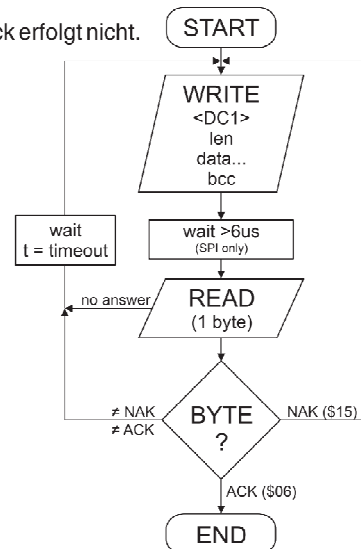 ck erfolgt nicht.
START
WRITE
<DC1>
len
data...
bcc
wait
t = timeout
wait >6us
(SPI only)
no answer
READ
(1 byte)
≠ NAK
≠ ACK
BYTE
?
NAK ($15)
ACK ($06)
END